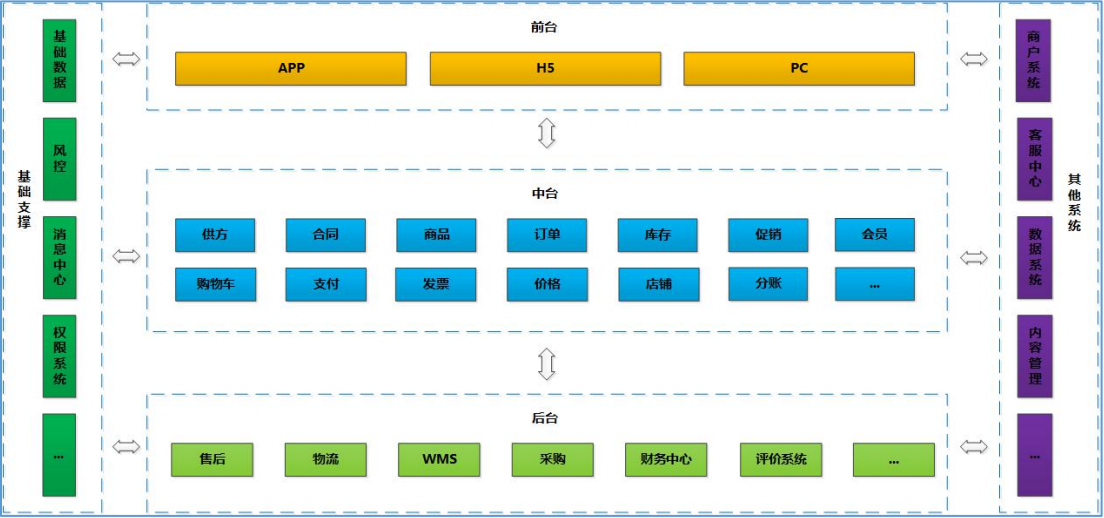 基础支撑
基础数据
风控
消息中心
权限系统
...
前台
APP
H5
PC
中台
供方
合同
商品
订单
库存
促销
会员
购物车
支付
发票
价格
店铺
分账
...
后台
售后
物流
WMS
采购
财务中心
评价系统
...
商户系统
客服中心
数据系统
内容管理
...
其他系统